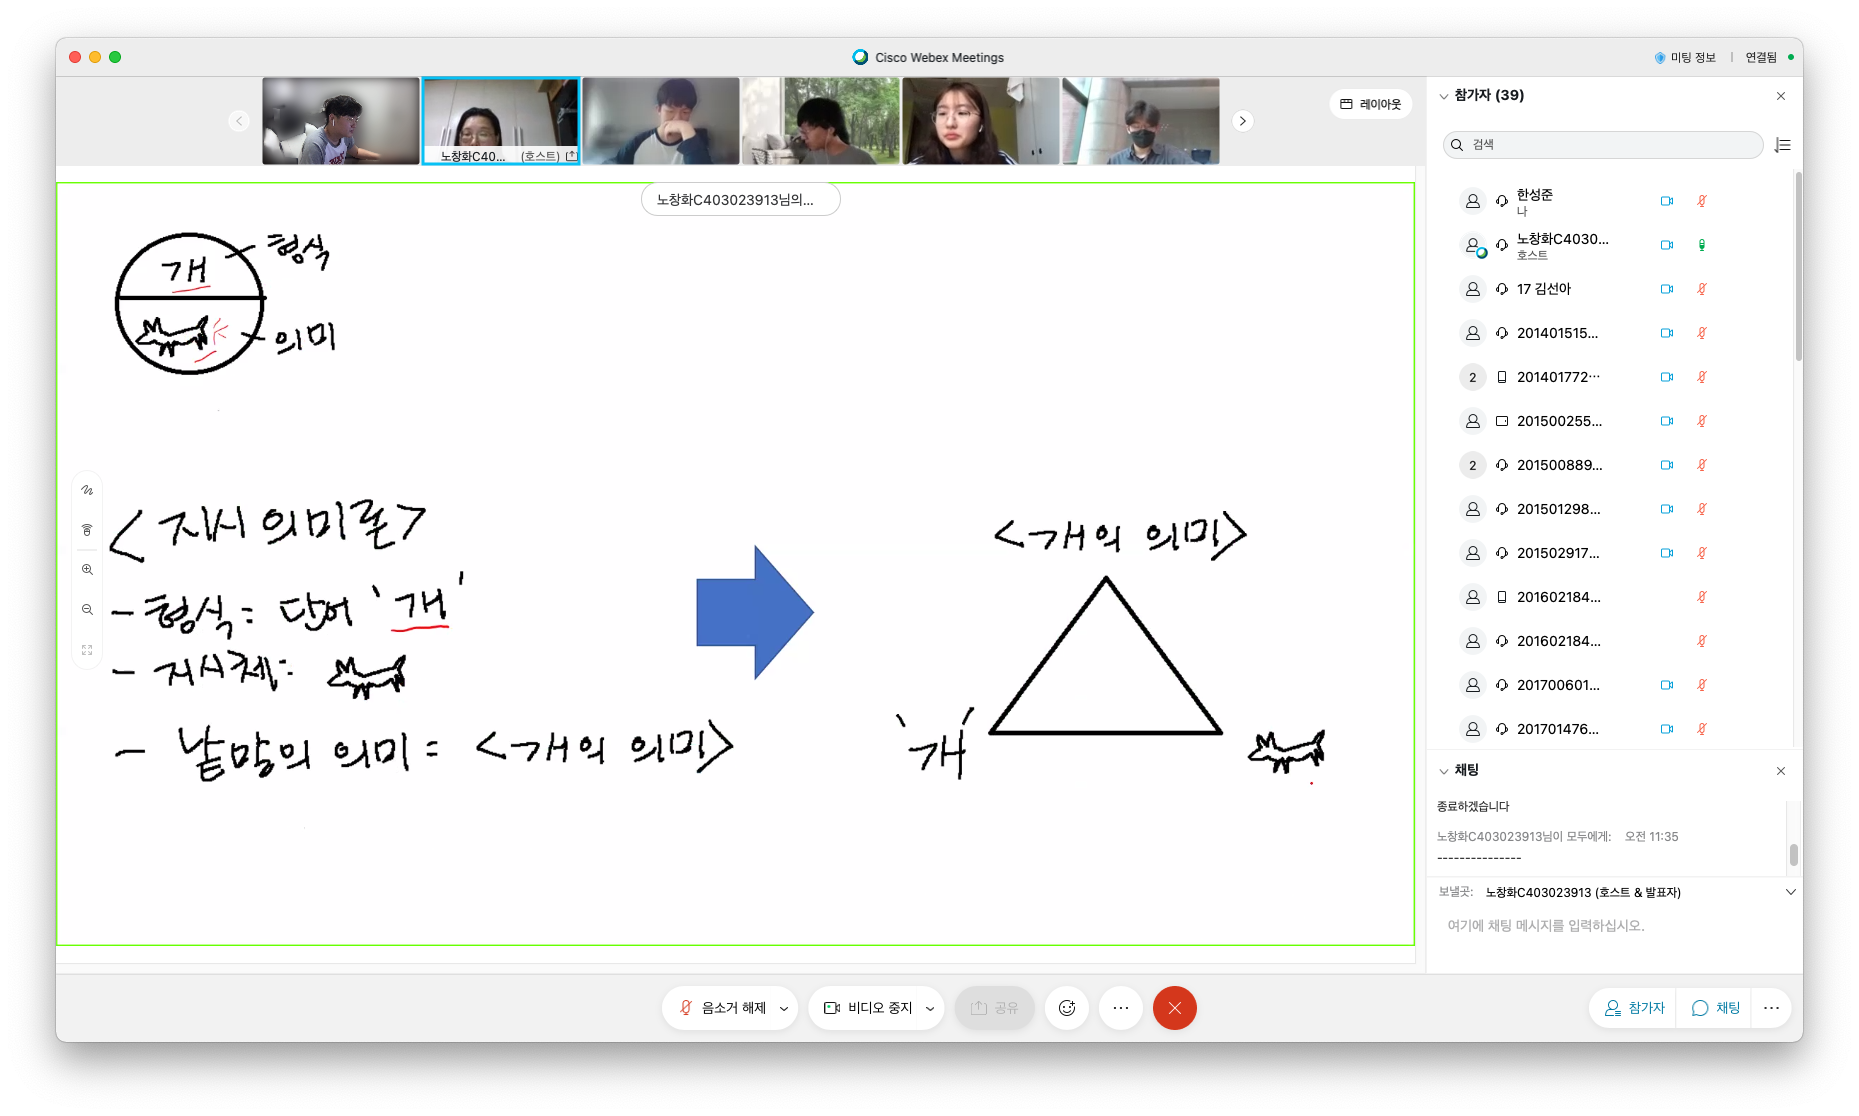 Cisco Webex Meetings
미팅 정보
연결됨
노창화C40... (호스트)
레이아웃
노창화C403023913님의...
개
형식
의미
<지시 의미론>
- 형식 = 단어 '개'
- 지시체 :
- 낱말의 의미 = <개의 의미>
<개의 의미>
'개'
참가자 (39)
검색
한성준
나
노창화C4030...
호스트
17 김선아
201401515...
2 201401772…
201500255...
2 201500889...
201501298...
201502917...
201602184...
201602184...
201700601...
201701476...
채팅
종료하겠습니다
노창화C403023913님이 모두에게: 오전 11:35
---------------
보낼곳: 노창화C403023913 (호스트 & 발표자)
여기에 채팅 메시지를 입력하십시오.
음소거 해제
비디오 중지
공유
참가자
채팅